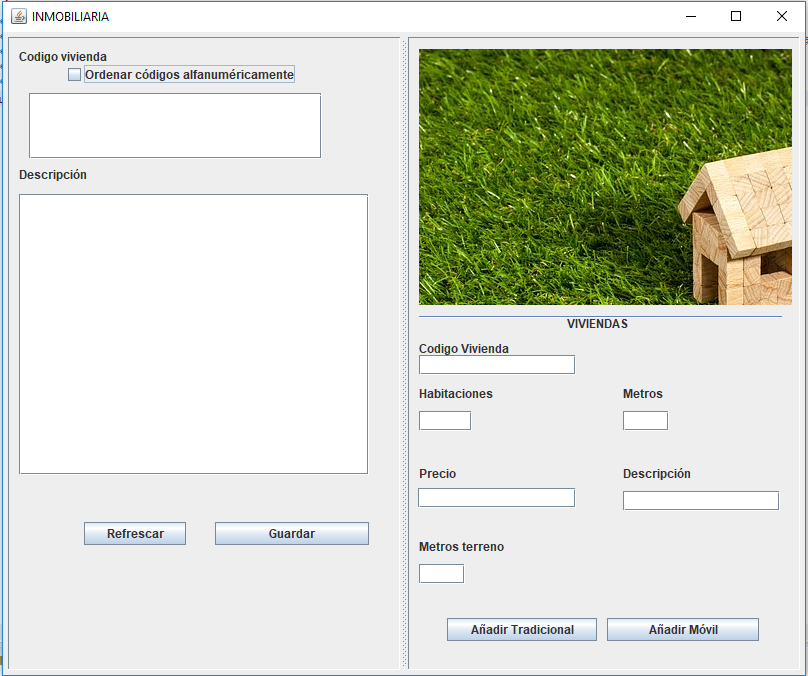 INMOBILIARIA
Codigo vivienda
Ordenar códigos alfanuméricamente
Descripción
Refrescar
Guardar
VIVIENDAS
Codigo Vivienda
Habitaciones
Metros
Precio
Descripción
Metros terreno
Añadir Tradicional
Añadir Móvil